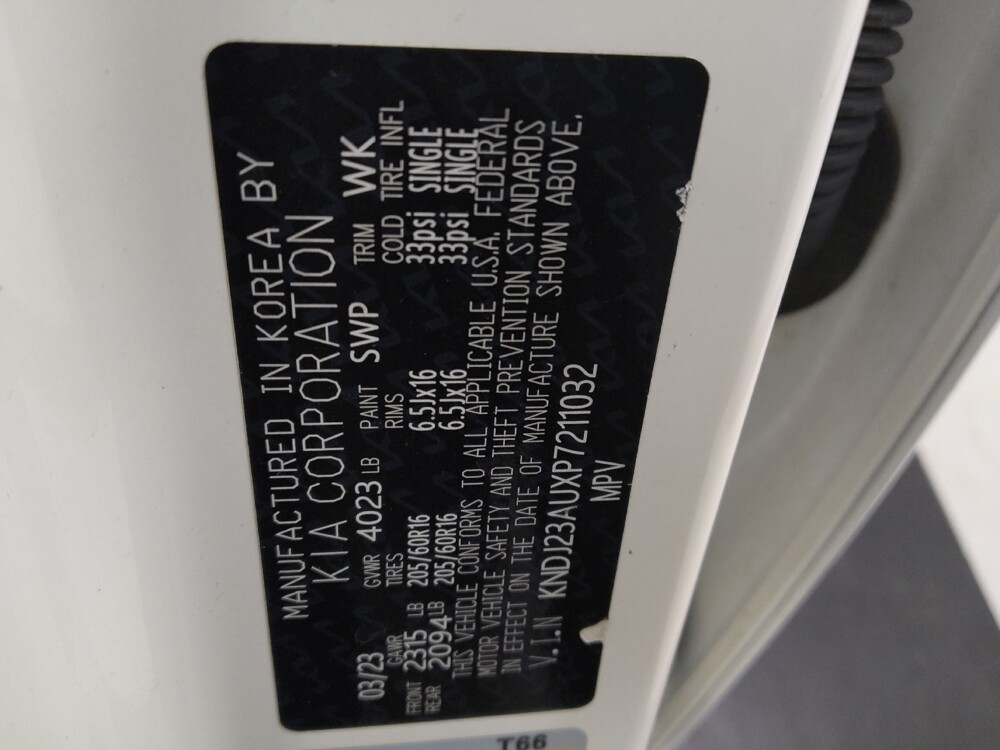 MANUFACTURED IN KOREA BY
KIA CORPORATION
03/23 GVWR 4023 LB PAINT SWP TRIM WK
GAWR TIRES RIMS COLD TIRE INFL
FRONT 2315 LB 205/60R16 6.5Jx16 33psi SINGLE
REAR 2094 LB 205/60R16 6.5Jx16 33psi SINGLE
THIS VEHICLE CONFORMS TO ALL APPLICABLE U.S.A. FEDERAL
MOTOR VEHICLE SAFETY AND THEFT PREVENTION STANDARDS
IN EFFECT ON THE DATE OF MANUFACTURE SHOWN ABOVE.
V.I.N KNDJ23AUXP7211032
MPV
T66